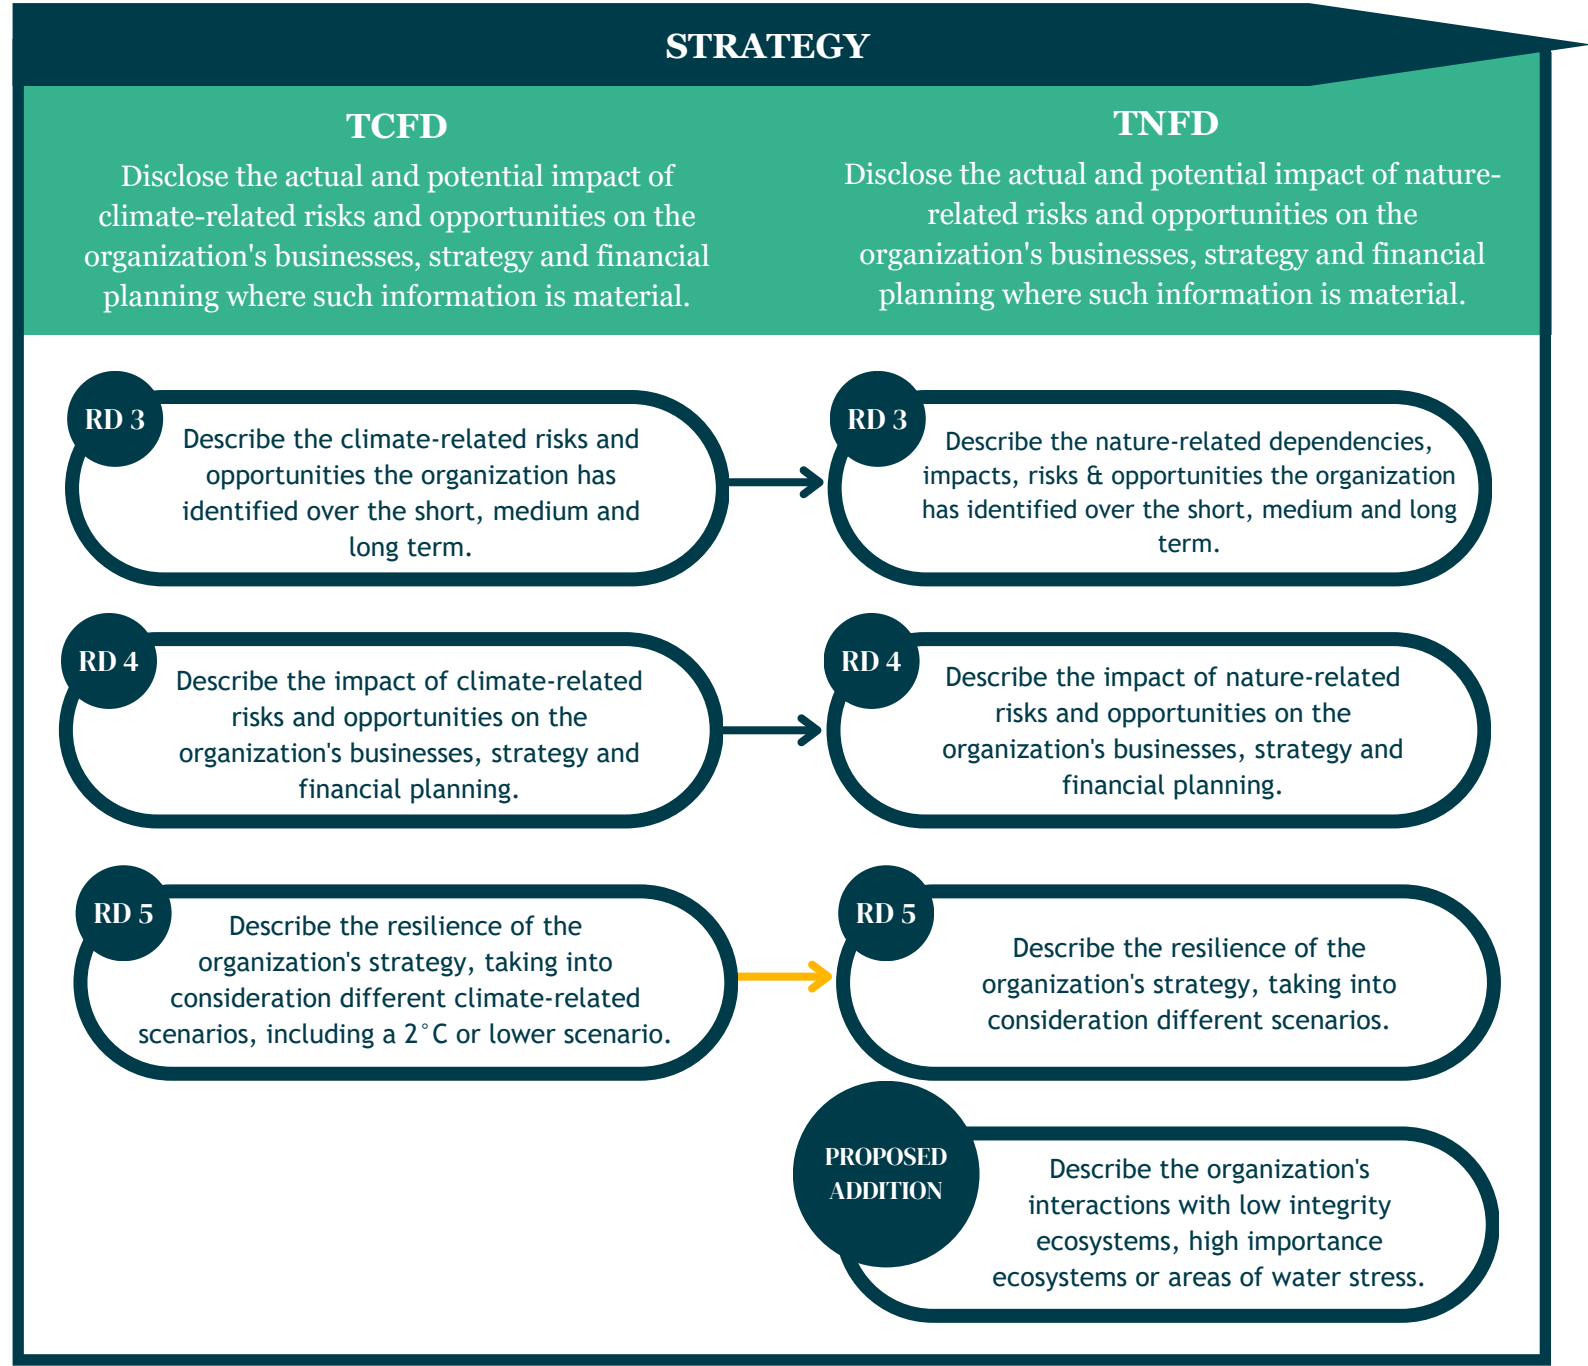 STRATEGY
TCFD
Disclose the actual and potential impact of
climate-related risks and opportunities on the
organization's businesses, strategy and financial
planning where such information is material.
TNFD
Disclose the actual and potential impact of nature-
related risks and opportunities on the
organization's businesses, strategy and financial
planning where such information is material.
RD 3
Describe the climate-related risks and
opportunities the organization has
identified over the short, medium and
long term.
RD 3
Describe the nature-related dependencies,
impacts, risks & opportunities the organization
has identified over the short, medium and long
term.
RD 4
Describe the impact of climate-related
risks and opportunities on the
organization's businesses, strategy and
financial planning.
RD 4
Describe the impact of nature-related
risks and opportunities on the
organization's businesses, strategy and
financial planning.
RD 5
Describe the resilience of the
organization's strategy, taking into
consideration different climate-related
scenarios, including a 2°C or lower scenario.
RD 5
Describe the resilience of the
organization's strategy, taking into
consideration different scenarios.
PROPOSED
ADDITION
Describe the organization's
interactions with low integrity
ecosystems, high importance
ecosystems or areas of water stress.